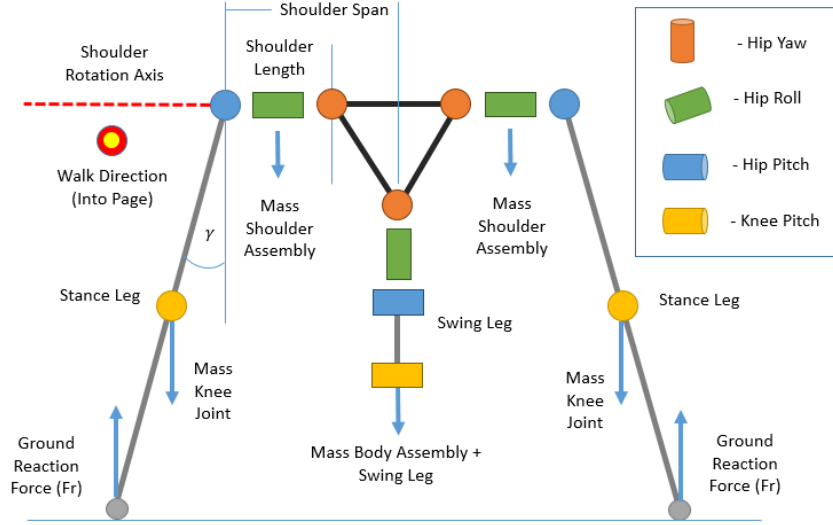 Shoulder Span
Shoulder
Rotation Axis
Shoulder
Length
Walk Direction
(Into Page)
Mass
Shoulder
Assembly
Mass
Shoulder
Assembly
γ
Stance Leg
Stance Leg
Swing Leg
Mass
Knee
Joint
Mass
Knee
Joint
Mass Body Assembly +
Swing Leg
Ground
Reaction
Force (Fr)
Ground
Reaction
Force (Fr)
- Hip Yaw
- Hip Roll
- Hip Pitch
- Knee Pitch